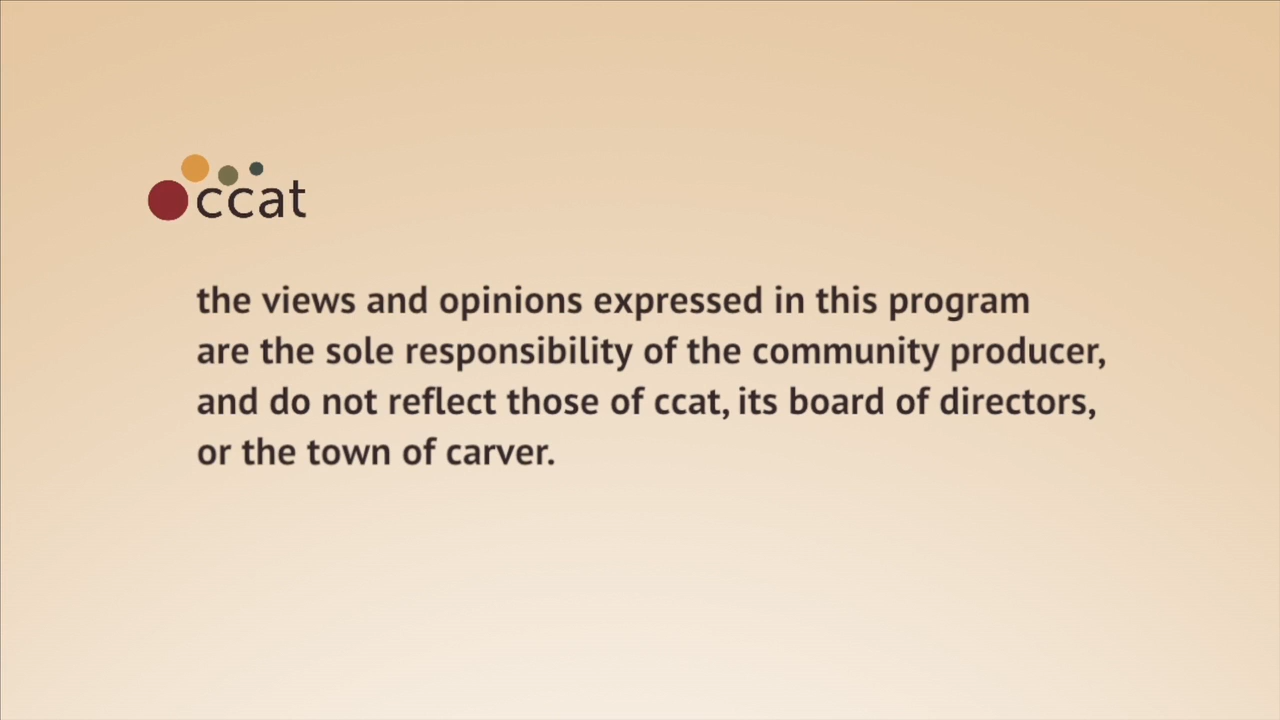 ccat
the views and opinions expressed in this program
are the sole responsibility of the community producer,
and do not reflect those of ccat, its board of directors,
or the town of carver.